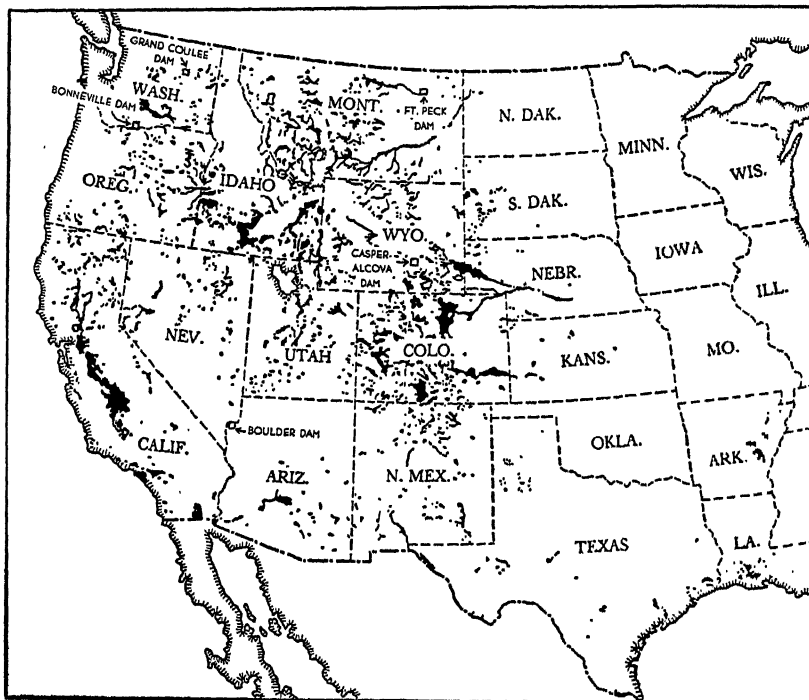 GRAND COULEE
DAM
WASH.
BONNEVILLE DAM
MONT.
FT. PECK
DAM
N. DAK.
MINN.
WIS.
OREG.
IDAHO
S. DAK.
WYO.
CASPER-
ALCOVA
DAM
NEBR.
IOWA
ILL.
NEV.
UTAH
COLO.
KANS.
MO.
CALIF.
BOULDER DAM
ARIZ.
N. MEX.
OKLA.
ARK.
TEXAS
LA.